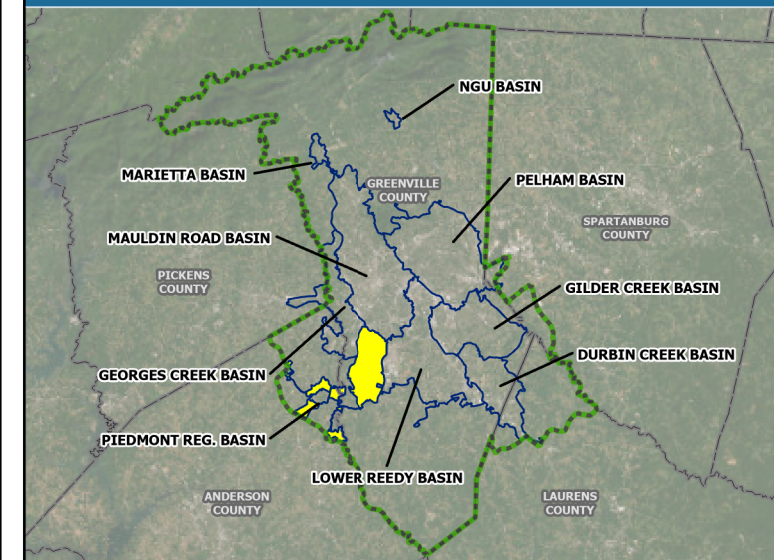 NGU BASIN
MARIETTA BASIN
GREENVILLE
COUNTY
PELHAM BASIN
SPARTANBURG
COUNTY
MAULDIN ROAD BASIN
PICKENS
COUNTY
GILDER CREEK BASIN
DURBIN CREEK BASIN
GEORGES CREEK BASIN
PIEDMONT REG. BASIN
LOWER REEDY BASIN
ANDERSON
COUNTY
LAURENS
COUNTY